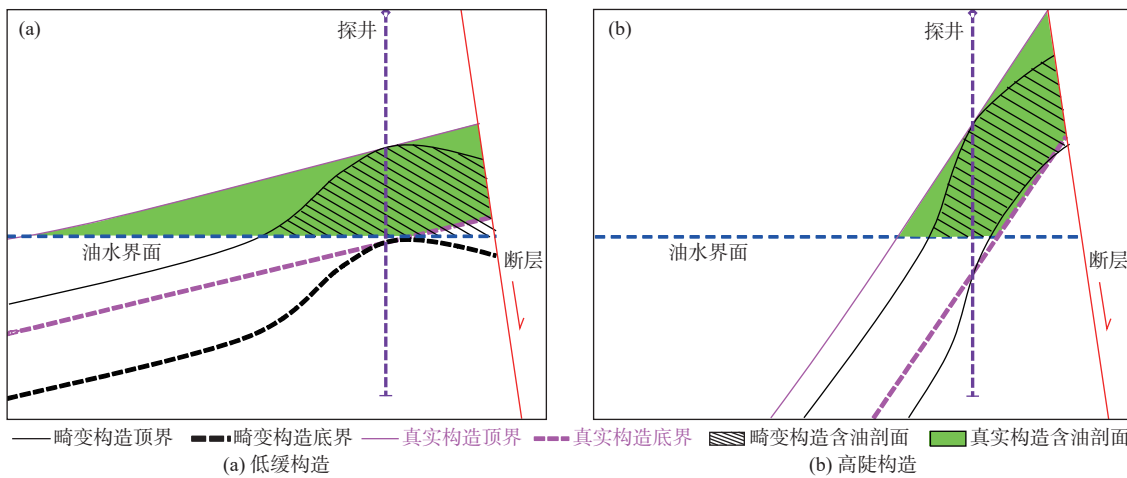 (a)
探井
油水界面
断层
(b)
探井
油水界面
断层
畸变构造顶界 畸变构造底界 真实构造顶界 真实构造底界 畸变构造含油剖面 真实构造含油剖面
(a) 低缓构造
(b) 高陡构造